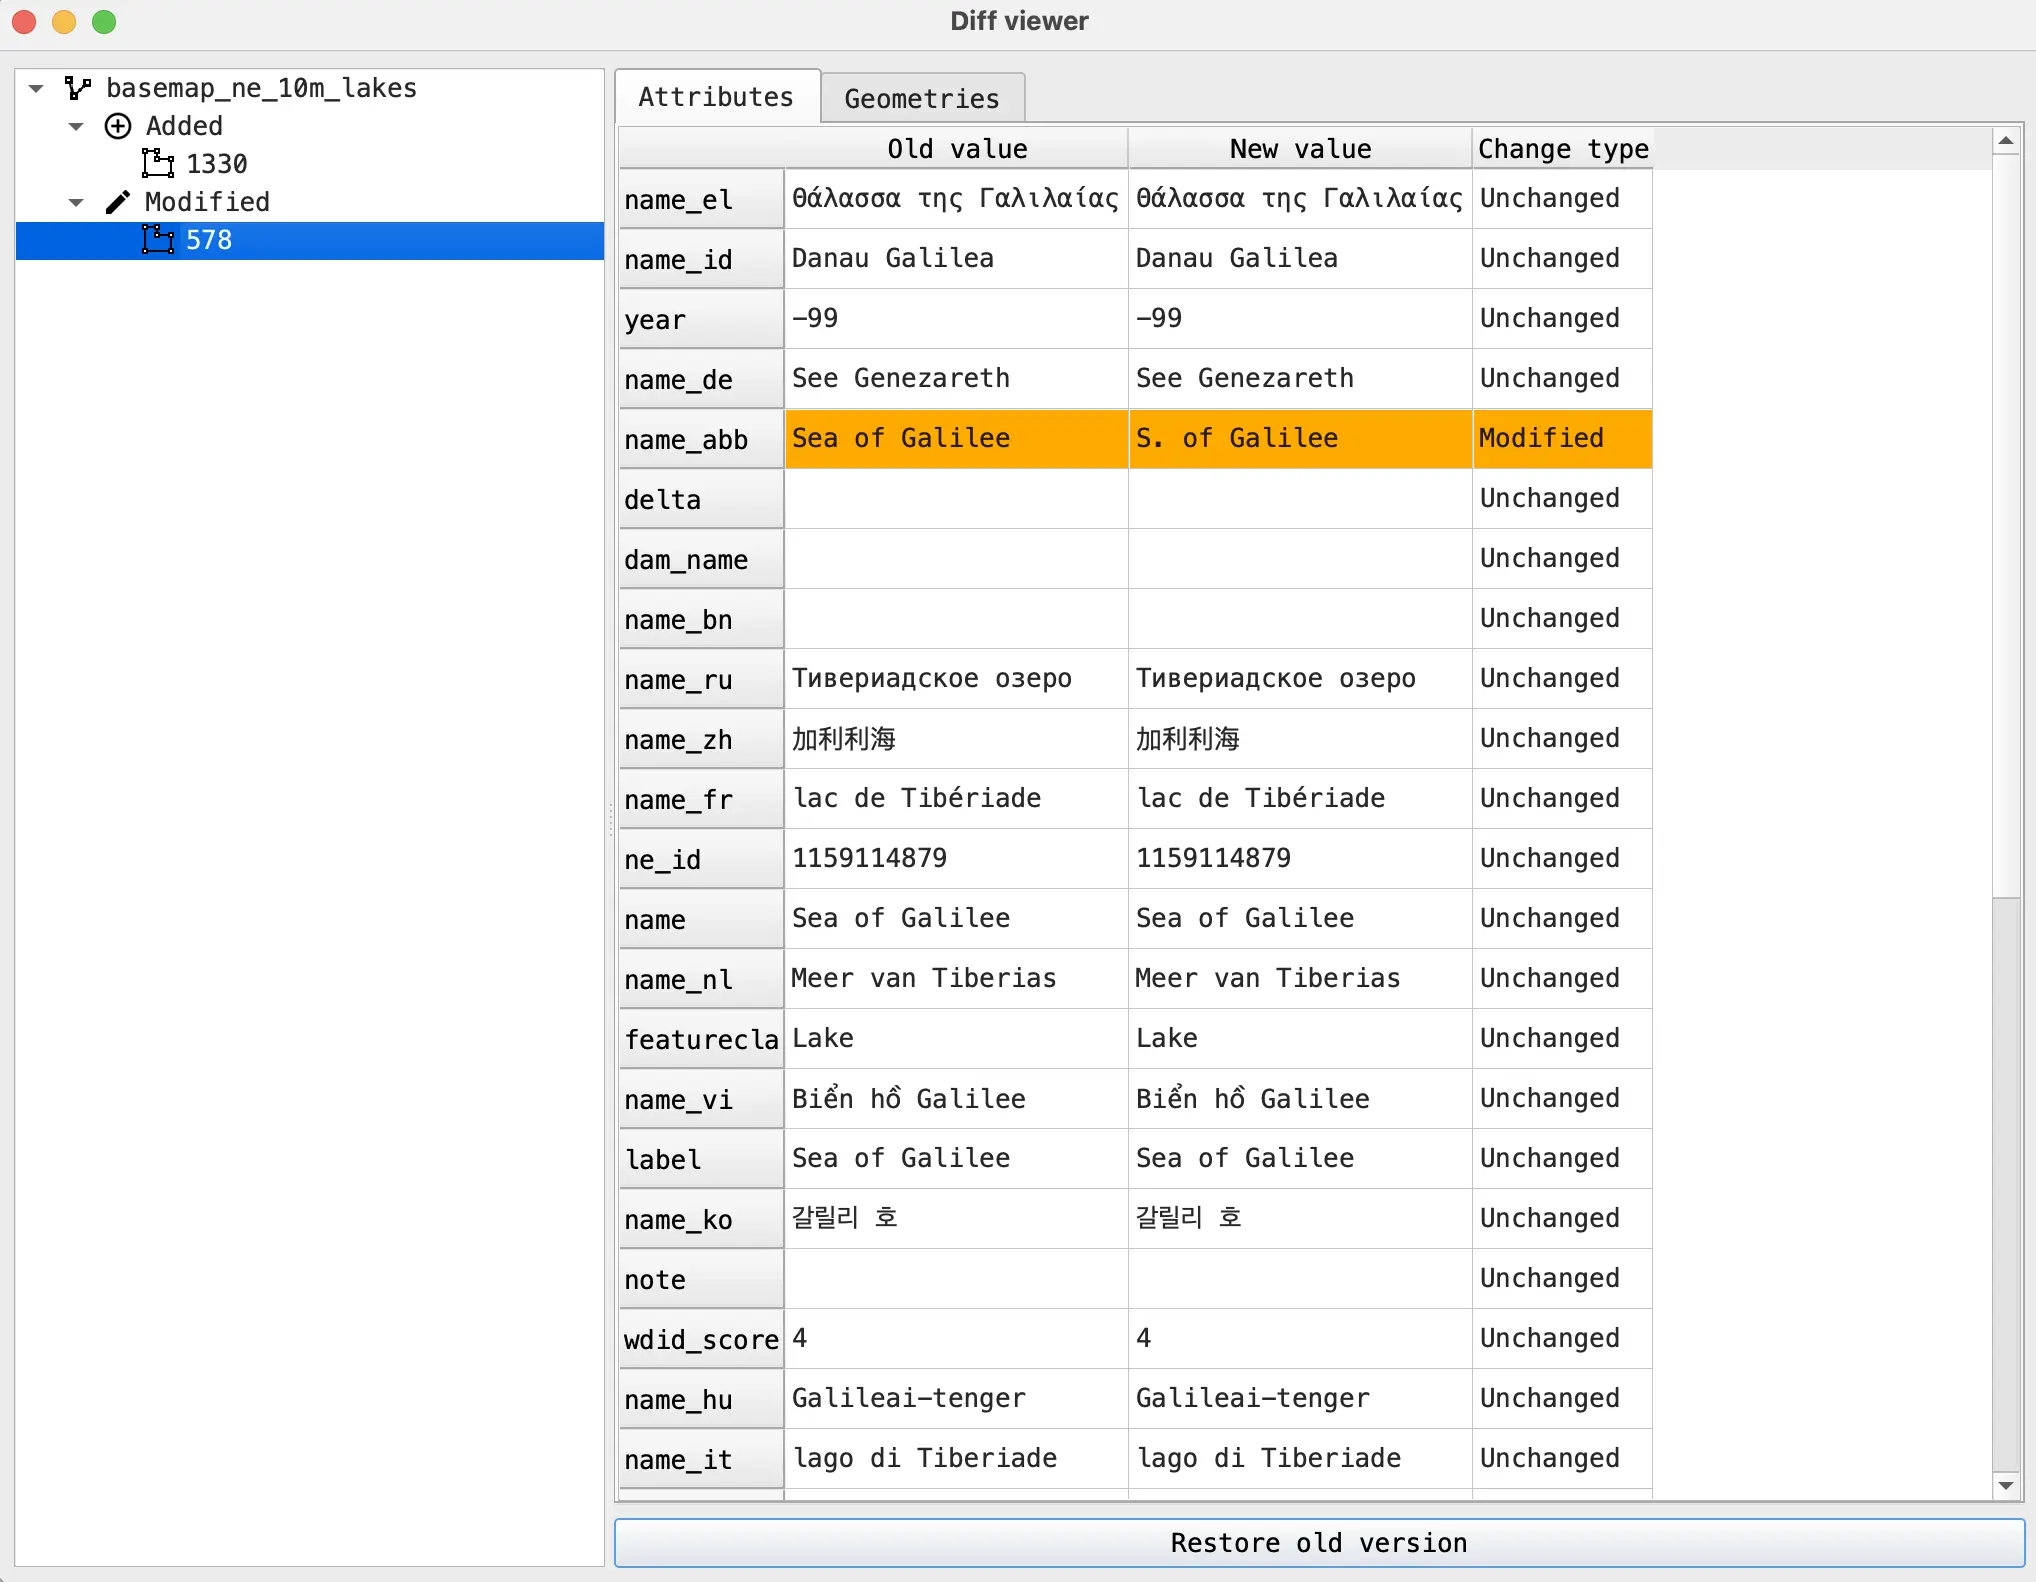 Diff viewer
basemap_ne_10m_lakes
Added
1330
Modified
578
Attributes Geometries
Old value New value Change type
name_el Θάλασσα της Γαλιλαίας Θάλασσα της Γαλιλαίας Unchanged
name_id Danau Galilea Danau Galilea Unchanged
year -99 -99 Unchanged
name_de See Genezareth See Genezareth Unchanged
name_abb Sea of Galilee S. of Galilee Modified
delta Unchanged
dam_name Unchanged
name_bn Unchanged
name_ru Тивериадское озеро Тивериадское озеро Unchanged
name_zh 加利利海 加利利海 Unchanged
name_fr lac de Tibériade lac de Tibériade Unchanged
ne_id 1159114879 1159114879 Unchanged
name Sea of Galilee Sea of Galilee Unchanged
name_nl Meer van Tiberias Meer van Tiberias Unchanged
featurecla Lake Lake Unchanged
name_vi Biển hồ Galilee Biển hồ Galilee Unchanged
label Sea of Galilee Sea of Galilee Unchanged
name_ko 갈릴리 호 갈릴리 호 Unchanged
note Unchanged
wdid_score 4 4 Unchanged
name_hu Galileai-tenger Galileai-tenger Unchanged
name_it lago di Tiberiade lago di Tiberiade Unchanged
Restore old version